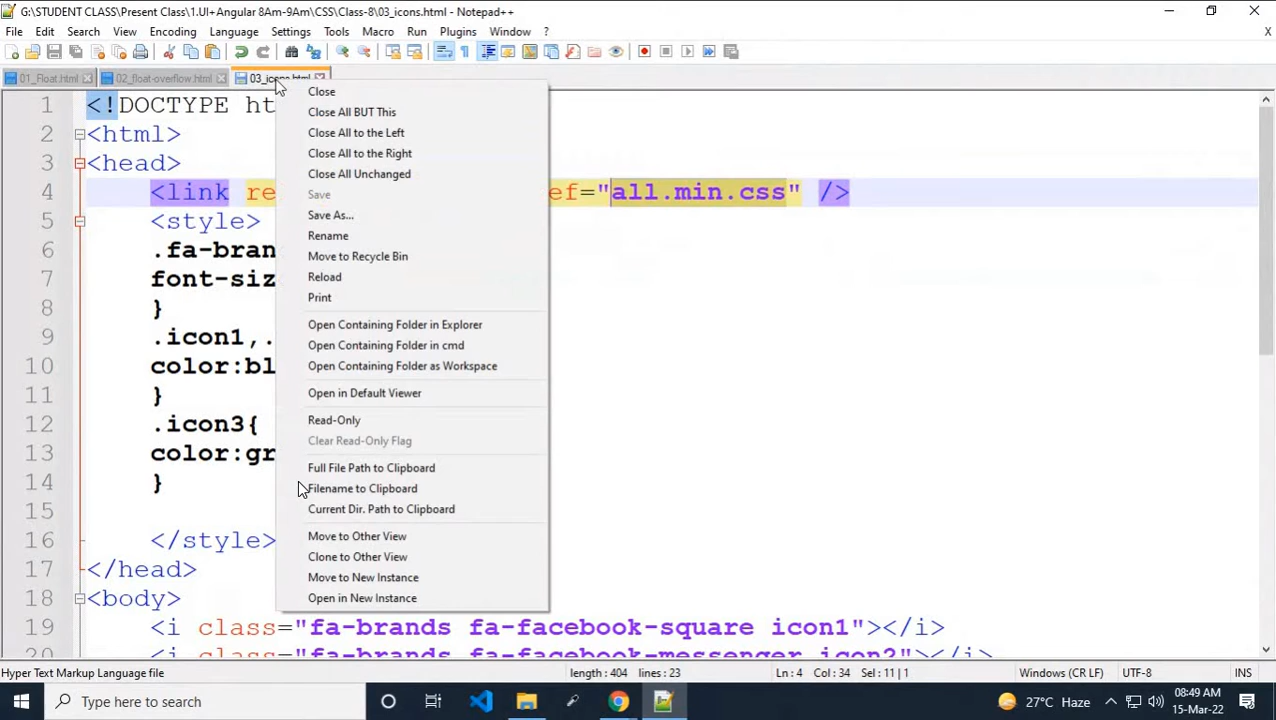 G:\STUDENT CLASS\Present Class\1.UI+Angular 8Am-9Am\CSS\Class-8\03_icons.html - Notepad++
File Edit Search View Encoding Language Settings Tools Macro Run Plugins Window ? X
01_Float.html 02_float-overflow.html 03_icons.html
1 <!DOCTYPE ht
2 <html>
3 <head>
4 <link re ef="all.min.css" />
5 <style>
6 .fa-bran
7 font-siz
8 }
9 .icon1,.
10 color:bl
11 }
12 .icon3{
13 color:gr
14 }
15
16 </style>
17 </head>
18 <body>
19 <i class="fa-brands fa-facebook-square icon1"></i>
20 <i class="fa-brands fa-facebook-messenger icon2"></i>
Close
Close All BUT This
Close All to the Left
Close All to the Right
Close All Unchanged
Save
Save As...
Rename
Move to Recycle Bin
Reload
Print
Open Containing Folder in Explorer
Open Containing Folder in cmd
Open Containing Folder as Workspace
Open in Default Viewer
Read-Only
Clear Read-Only Flag
Full File Path to Clipboard
Filename to Clipboard
Current Dir. Path to Clipboard
Move to Other View
Clone to Other View
Move to New Instance
Open in New Instance
Hyper Text Markup Language file length : 404 lines : 23 Ln : 4 Col : 34 Sel : 11 | 1 Windows (CR LF) UTF-8 INS
Type here to search 27°C Haze 08:49 AM
15-Mar-22